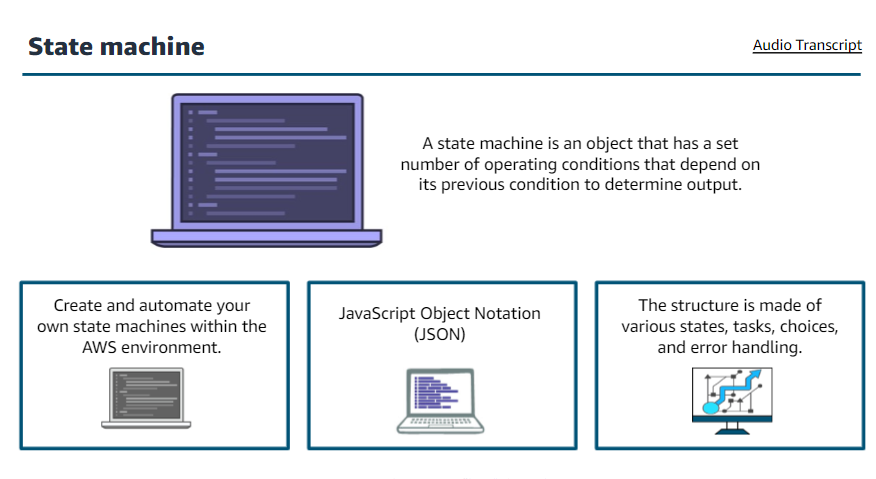 State machine
Audio Transcript
A state machine is an object that has a set
number of operating conditions that depend on
its previous condition to determine output.
Create and automate your
own state machines within the
AWS environment.
JavaScript Object Notation
(JSON)
The structure is made of
various states, tasks, choices,
and error handling.